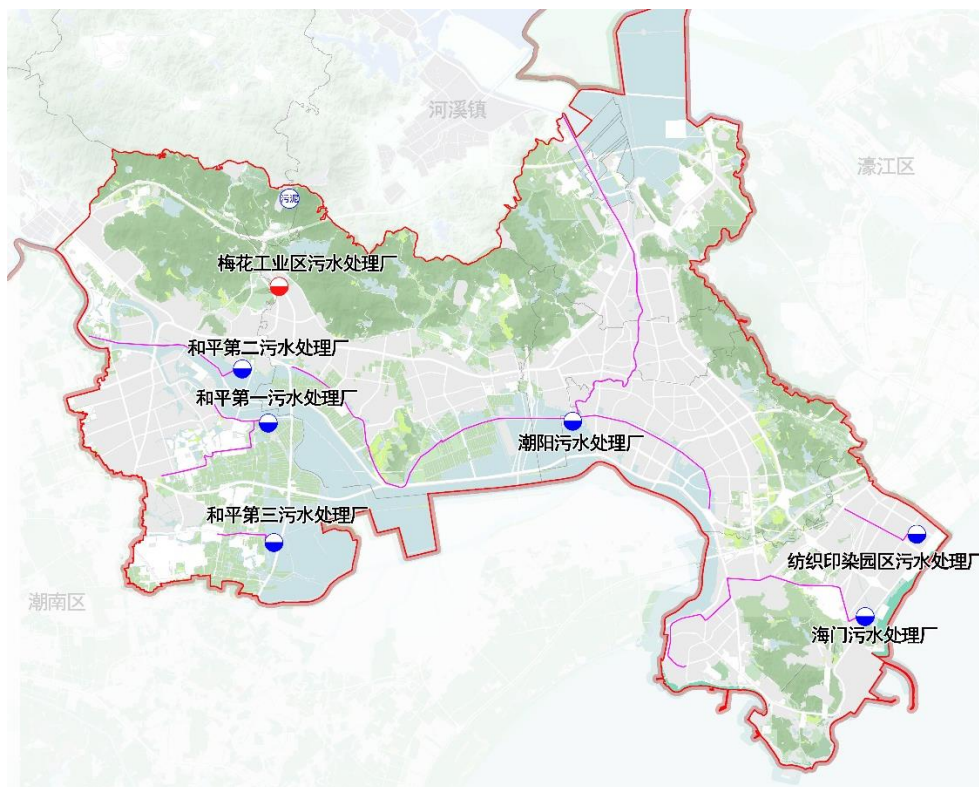 河溪镇
濠江区
污泥
梅花工业区污水处理厂
和平第二污水处理厂
和平第一污水处理厂
潮阳污水处理厂
和平第三污水处理厂
纺织印染园区污水处理厂
潮南区
海门污水处理厂